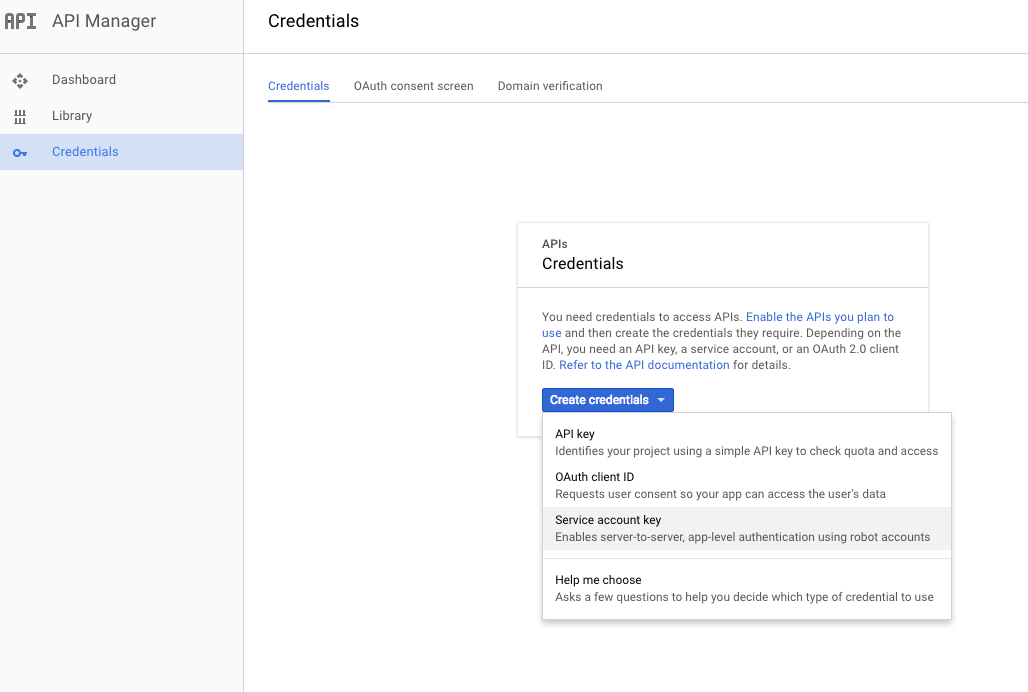 API API Manager
Credentials
Dashboard
Library
Credentials
Credentials OAuth consent screen Domain verification
APIs
Credentials
You need credentials to access APIs. Enable the APIs you plan to
use and then create the credentials they require. Depending on the
API, you need an API key, a service account, or an OAuth 2.0 client
ID. Refer to the API documentation for details.
Create credentials
API key
Identifies your project using a simple API key to check quota and access
OAuth client ID
Requests user consent so your app can access the user's data
Service account key
Enables server-to-server, app-level authentication using robot accounts
Help me choose
Asks a few questions to help you decide which type of credential to use